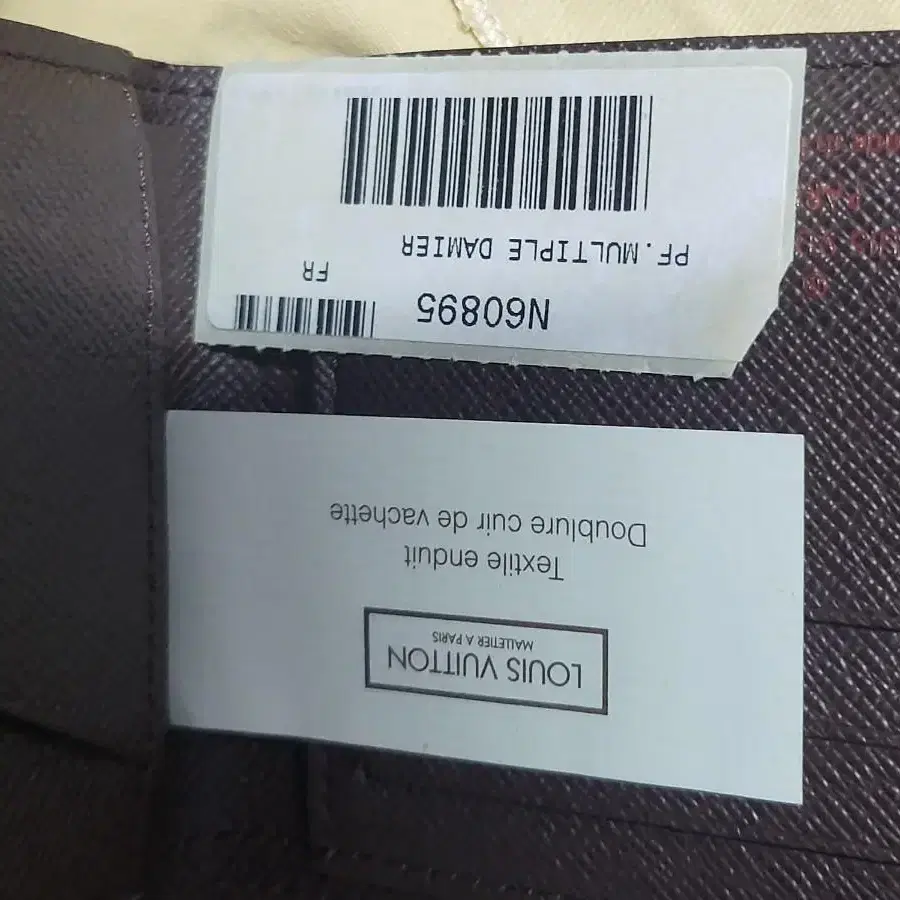 N60895
FR
PF.MULTIPLE DAMIER
LOUIS VUITTON
MALLETIER A PARIS
Textile enduit
Doublure cuir de vachette